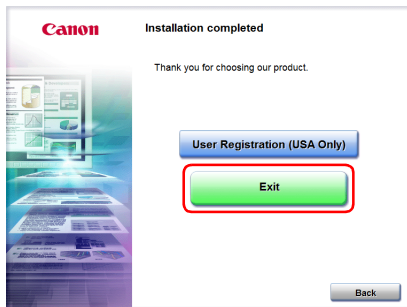 Canon
Installation completed
Thank you for choosing our product.
User Registration (USA Only)
Exit
Back